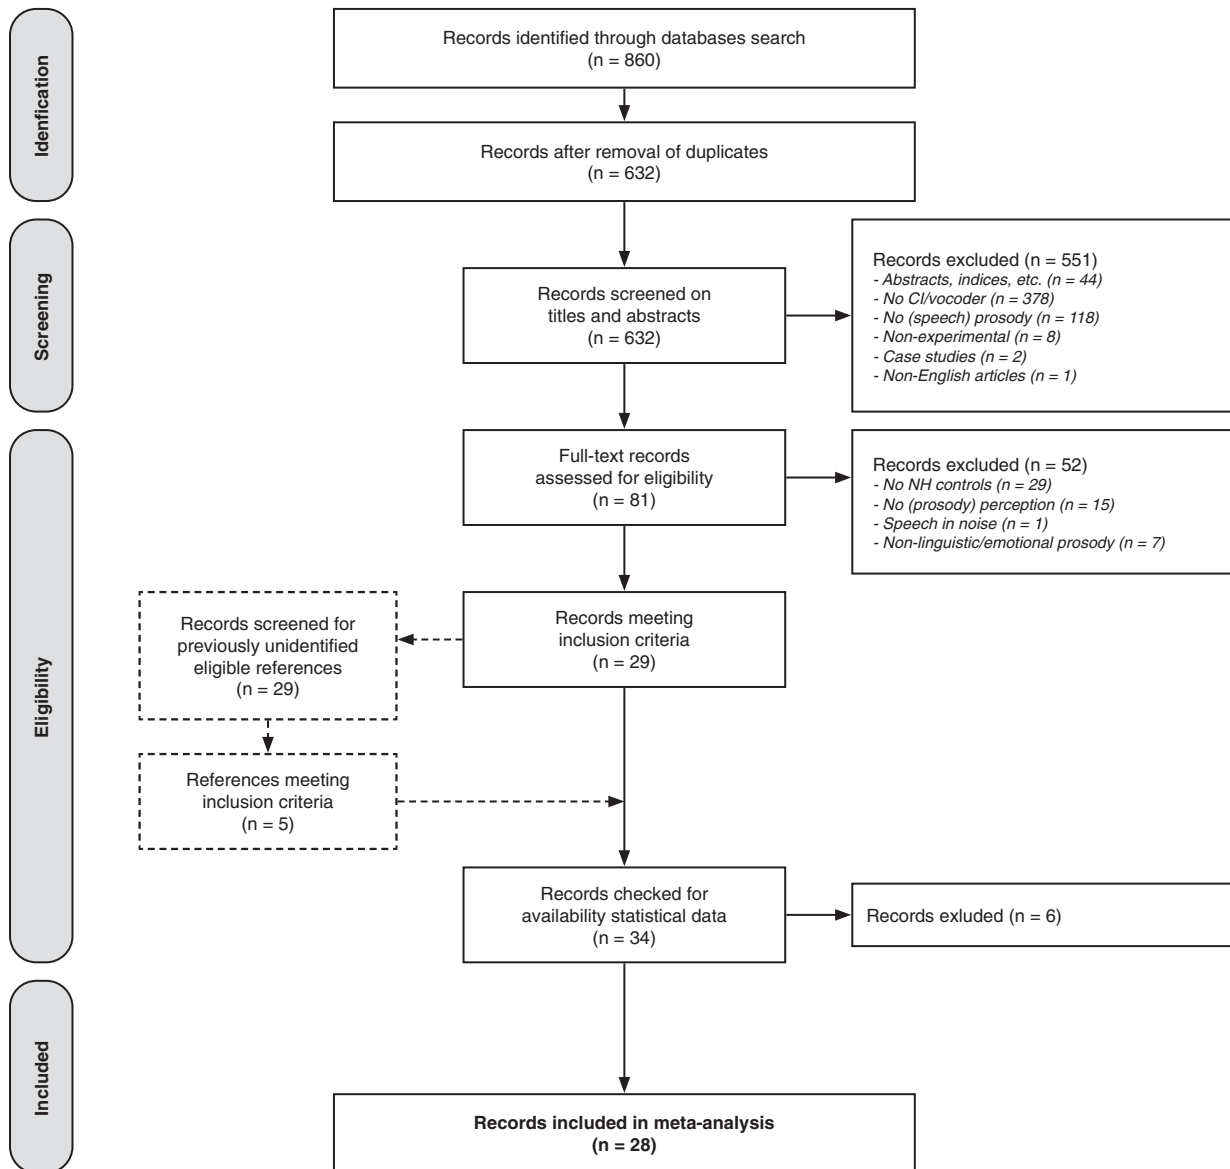 Idenfication
Records identified through databases search
(n = 860)
Records after removal of duplicates
(n = 632)
Screening
Records screened on
titles and abstracts
(n = 632)
Records excluded (n = 551)
- Abstracts, indices, etc. (n = 44)
- No CI/vocoder (n = 378)
- No (speech) prosody (n = 118)
- Non-experimental (n = 8)
- Case studies (n = 2)
- Non-English articles (n = 1)
Eligibility
Full-text records
assessed for eligibility
(n = 81)
Records excluded (n = 52)
- No NH controls (n = 29)
- No (prosody) perception (n = 15)
- Speech in noise (n = 1)
- Non-linguistic/emotional prosody (n = 7)
Records meeting
inclusion criteria
(n = 29)
Records screened for
previously unidentified
eligible references
(n = 29)
References meeting
inclusion criteria
(n = 5)
Records checked for
availability statistical data
(n = 34)
Records exluded (n = 6)
Included
Records included in meta-analysis
(n = 28)